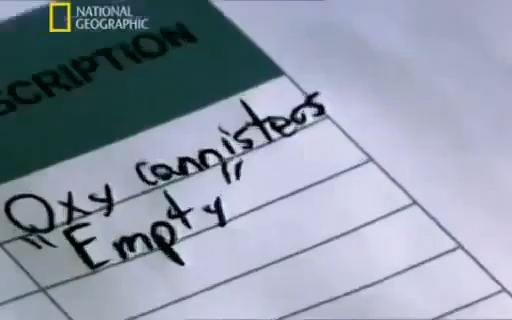 NATIONAL
GEOGRAPHIC
SCRIPTION
Oxy cannisters
"Empty"